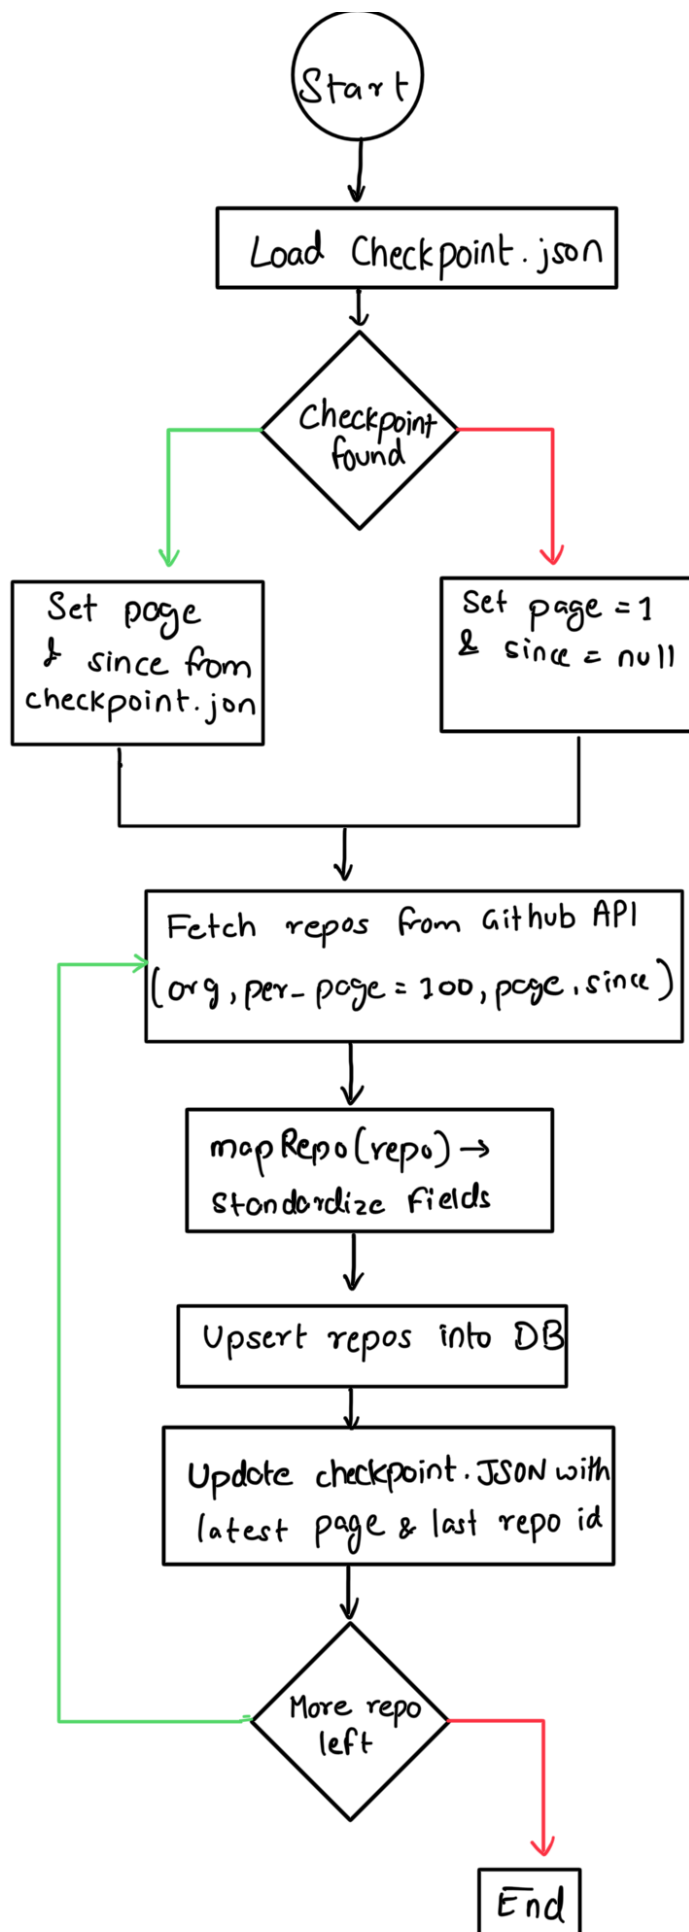 Start
Load Checkpoint.json
Checkpoint
found
Set page
& since from
checkpoint.jon
Set page = 1
& since = null
Fetch repos from Github API
(org, per_page = 100, page, since)
mapRepo(repo) →
standardize fields
Upsert repos into DB
Update checkpoint.JSON with
latest page & last repo id
More repo
left
End